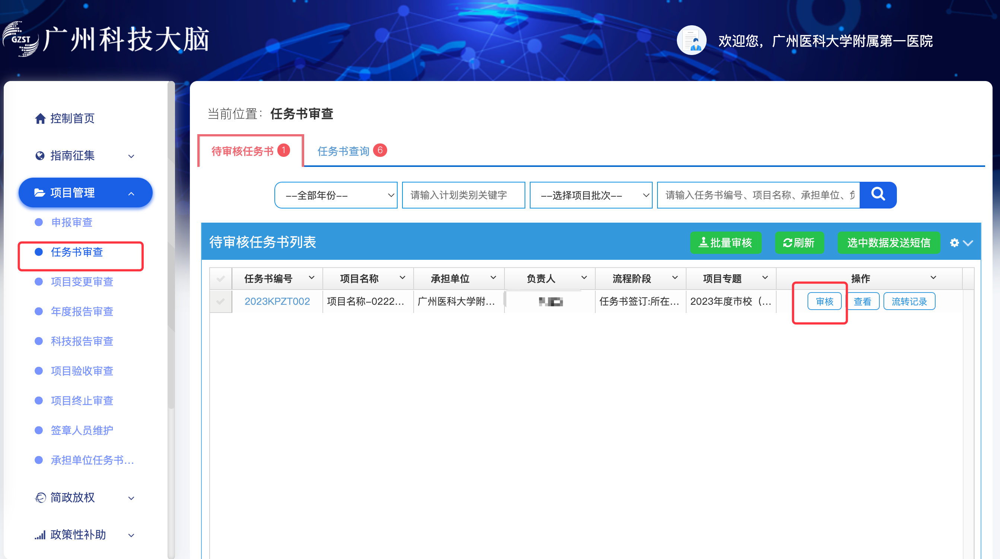 GZST 广州科技大脑
欢迎您，广州医科大学附属第一医院
控制首页
指南征集
项目管理
申报审查
任务书审查
项目变更审查
年度报告审查
科技报告审查
项目验收审查
项目终止审查
签章人员维护
承担单位任务书...
简政放权
政策性补助
当前位置：任务书审查
待审核任务书 1 任务书查询 6
--全部年份-- 请输入计划类别关键字 --选择项目批次-- 请输入任务书编号、项目名称、承担单位、
待审核任务书列表 批量审核 刷新 选中数据发送短信
任务书编号 项目名称 承担单位 负责人 流程阶段 项目专题 操作
2023KPZT002 项目名称-0222... 广州医科大学附... 任务书签订:所在... 2023年度市校（... 审核 查看 流转记录